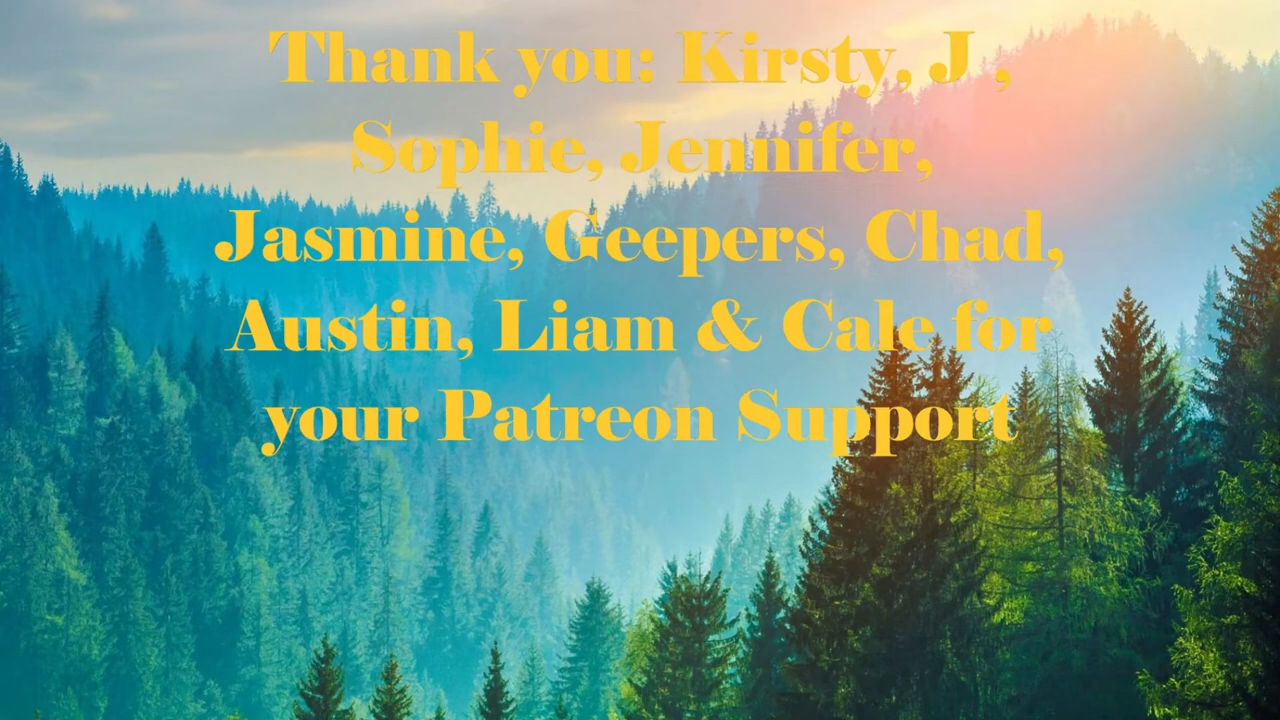 Thank you: Kirsty, J ,
Sophie, Jennifer,
Jasmine, Geepers, Chad,
Austin, Liam & Cale for
your Patreon Support